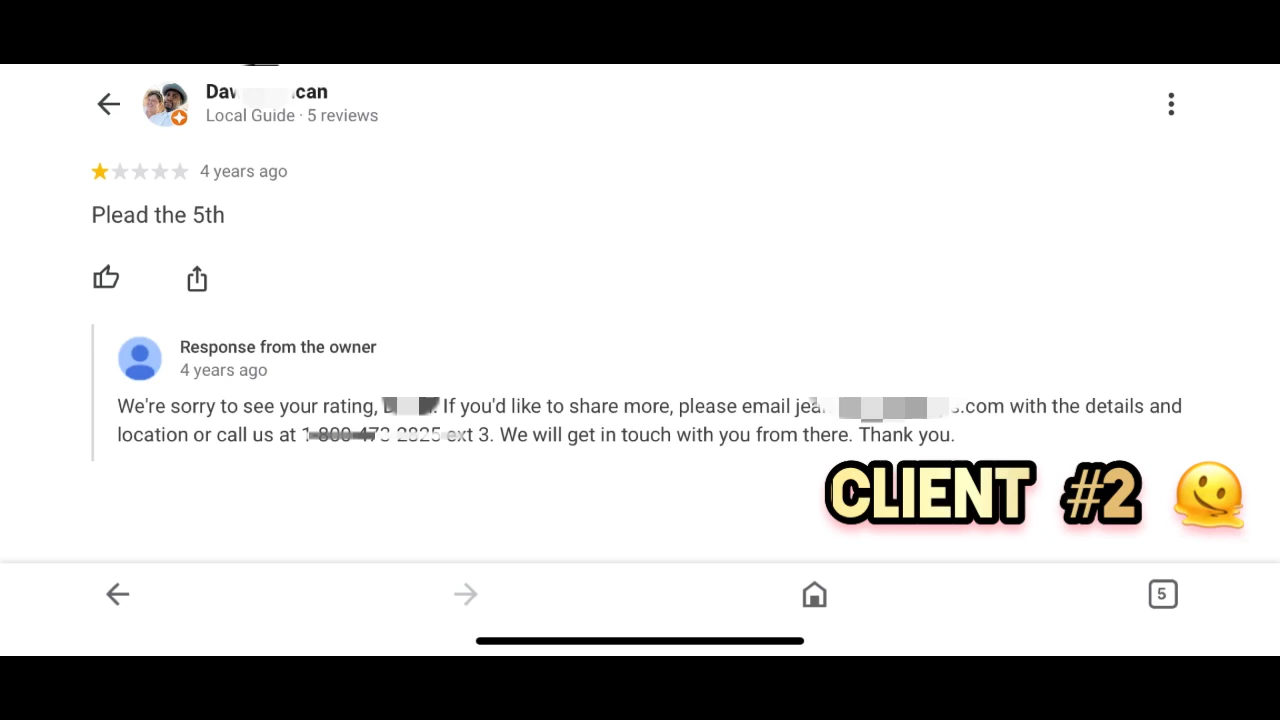 Local Guide · 5 reviews
4 years ago
Plead the 5th
Response from the owner
4 years ago
We're sorry to see your rating, If you'd like to share more, please email .com with the details and
location or call us at ext 3. We will get in touch with you from there. Thank you.
CLIENT #2
5